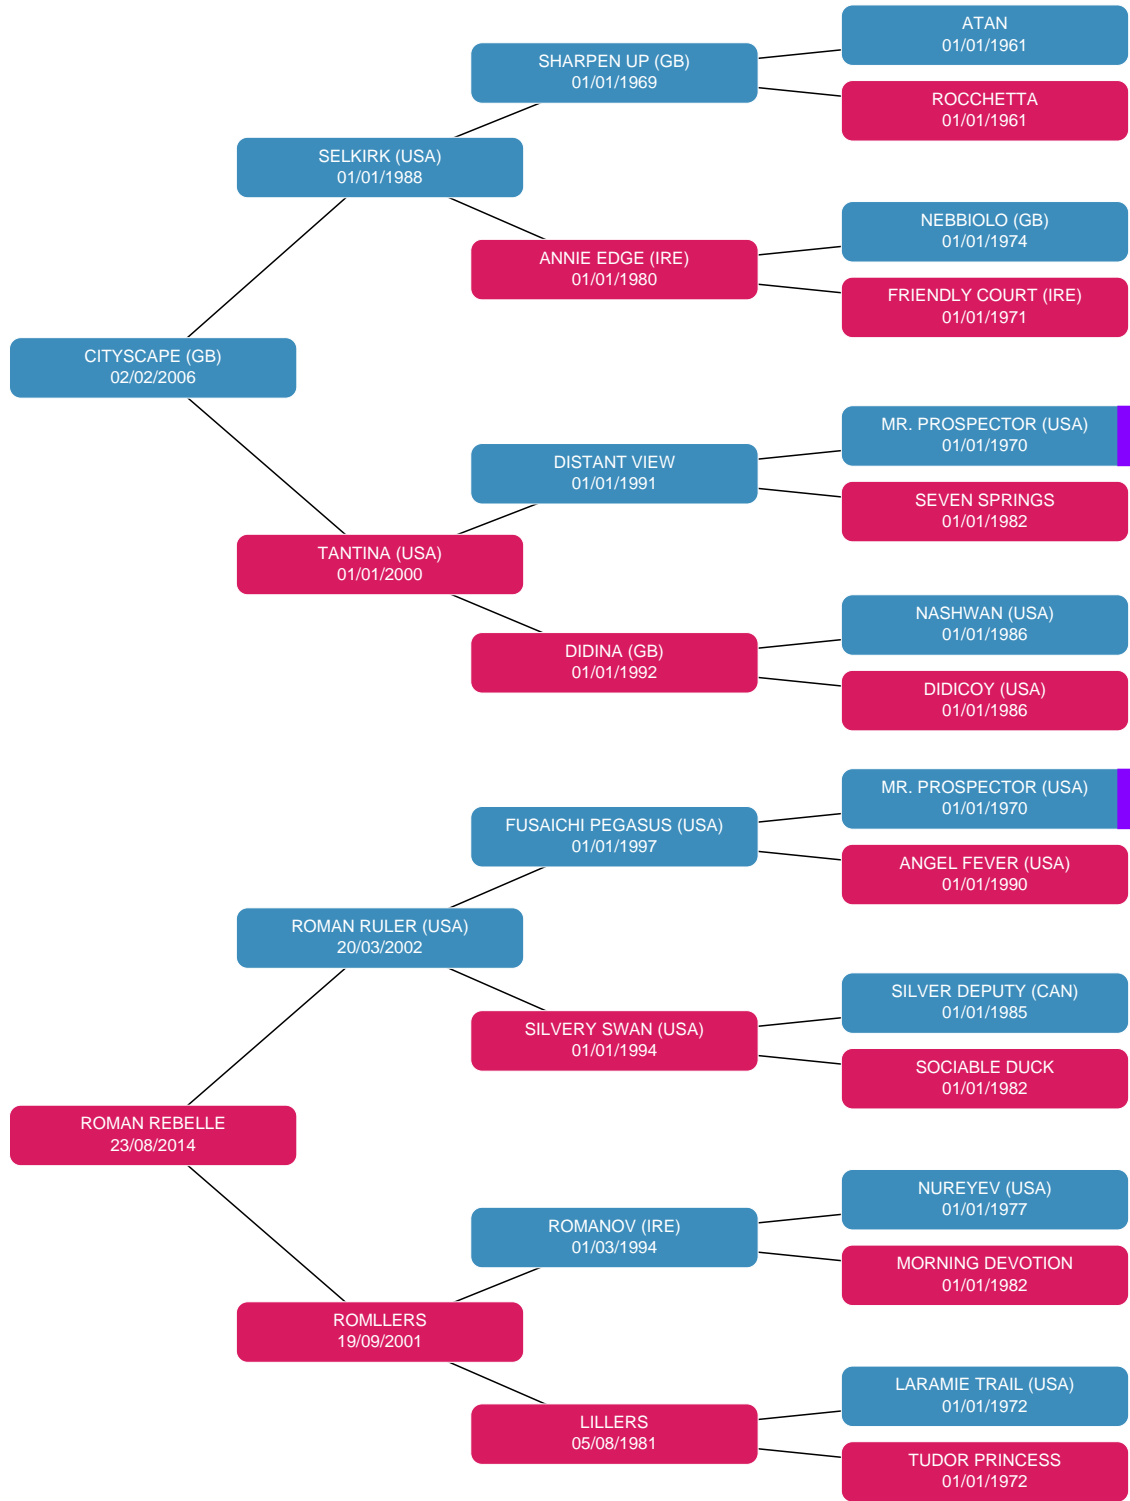 ATAN
01/01/1961
SHARPEN UP (GB)
01/01/1969
ROCCHETTA
01/01/1961
SELKIRK (USA)
01/01/1988
NEBBIOLO (GB)
01/01/1974
ANNIE EDGE (IRE)
01/01/1980
FRIENDLY COURT (IRE)
01/01/1971
CITYSCAPE (GB)
02/02/2006
MR. PROSPECTOR (USA)
01/01/1970
DISTANT VIEW
01/01/1991
SEVEN SPRINGS
01/01/1982
TANTINA (USA)
01/01/2000
NASHWAN (USA)
01/01/1986
DIDINA (GB)
01/01/1992
DIDICOY (USA)
01/01/1986
MR. PROSPECTOR (USA)
01/01/1970
FUSAICHI PEGASUS (USA)
01/01/1997
ANGEL FEVER (USA)
01/01/1990
ROMAN RULER (USA)
20/03/2002
SILVER DEPUTY (CAN)
01/01/1985
SILVERY SWAN (USA)
01/01/1994
SOCIABLE DUCK
01/01/1982
ROMAN REBELLE
23/08/2014
NUREYEV (USA)
01/01/1977
ROMANOV (IRE)
01/03/1994
MORNING DEVOTION
01/01/1982
ROMLLERS
19/09/2001
LARAMIE TRAIL (USA)
01/01/1972
LILLERS
05/08/1981
TUDOR PRINCESS
01/01/1972